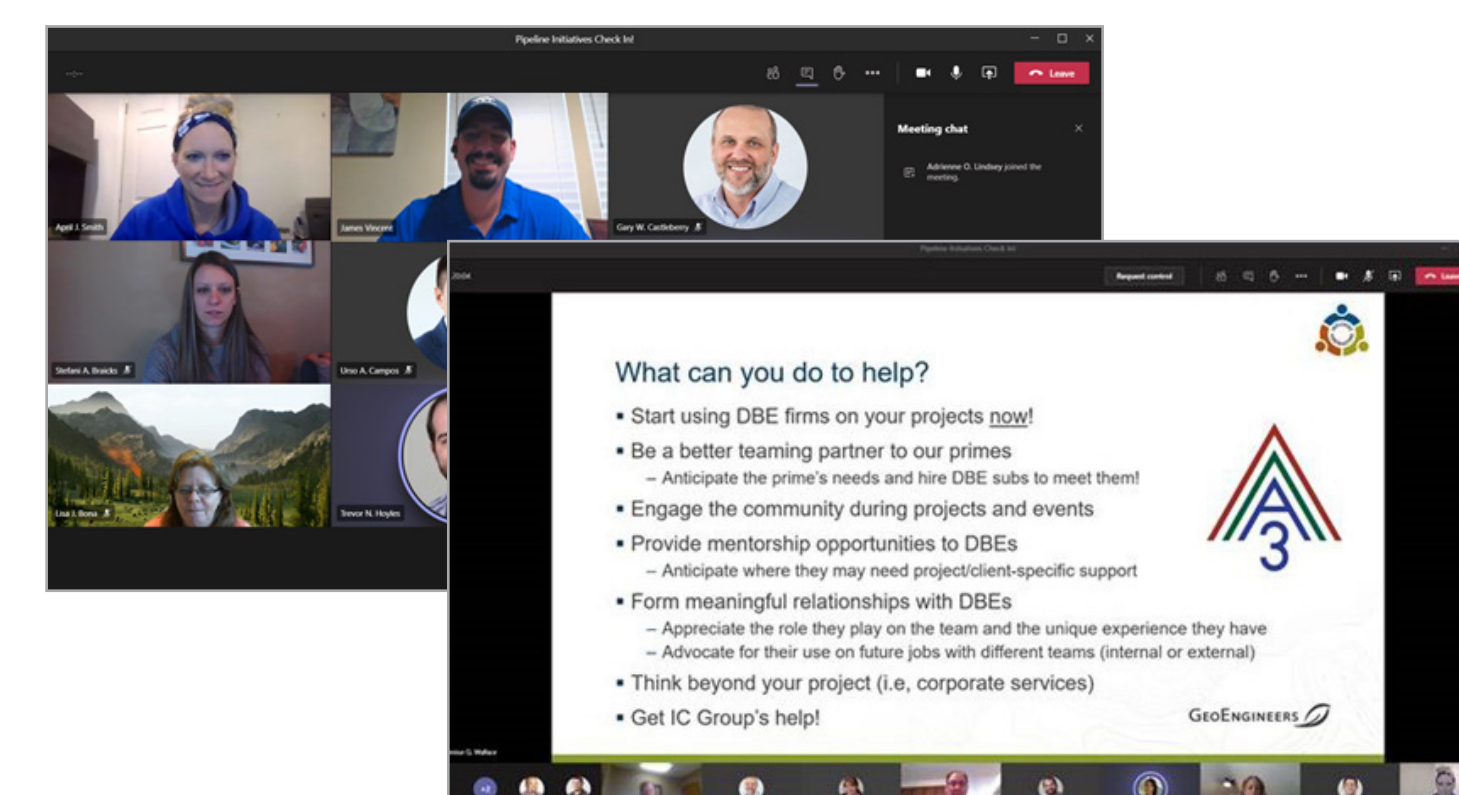 Pipeline Initiatives Check In!
Leave
Meeting chat
Adrienne O. Lindsey joined the
meeting.
April J. Smith
James Vincent
Gary W. Castleberry
Stefani A. Braicks
Urso A. Campos
Lisa J. Bona
Trevor N. Hoyles
Pipeline Initiatives Check In!
20:04
Request control
Leave
What can you do to help?
▪ Start using DBE firms on your projects now!
▪ Be a better teaming partner to our primes
– Anticipate the prime's needs and hire DBE subs to meet them!
▪ Engage the community during projects and events
▪ Provide mentorship opportunities to DBEs
– Anticipate where they may need project/client-specific support
▪ Form meaningful relationships with DBEs
– Appreciate the role they play on the team and the unique experience they have
– Advocate for their use on future jobs with different teams (internal or external)
▪ Think beyond your project (i.e, corporate services)
▪ Get IC Group's help!
A
3
GEOENGINEERS
G. Wallace
+2